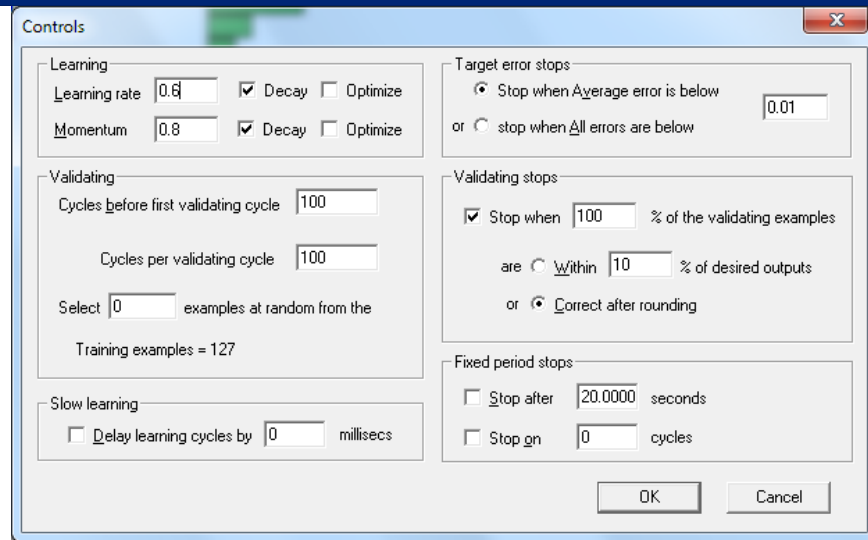 Controls
Learning
Learning rate 0.6 Decay Optimize
Momentum 0.8 Decay Optimize
Validating
Cycles before first validating cycle 100
Cycles per validating cycle 100
Select 0 examples at random from the
Training examples = 127
Slow learning
Delay learning cycles by 0 millisecs
Target error stops
Stop when Average error is below
0.01
or stop when All errors are below
Validating stops
Stop when 100 % of the validating examples
are Within 10 % of desired outputs
or Correct after rounding
Fixed period stops
Stop after 20.0000 seconds
Stop on 0 cycles
OK Cancel